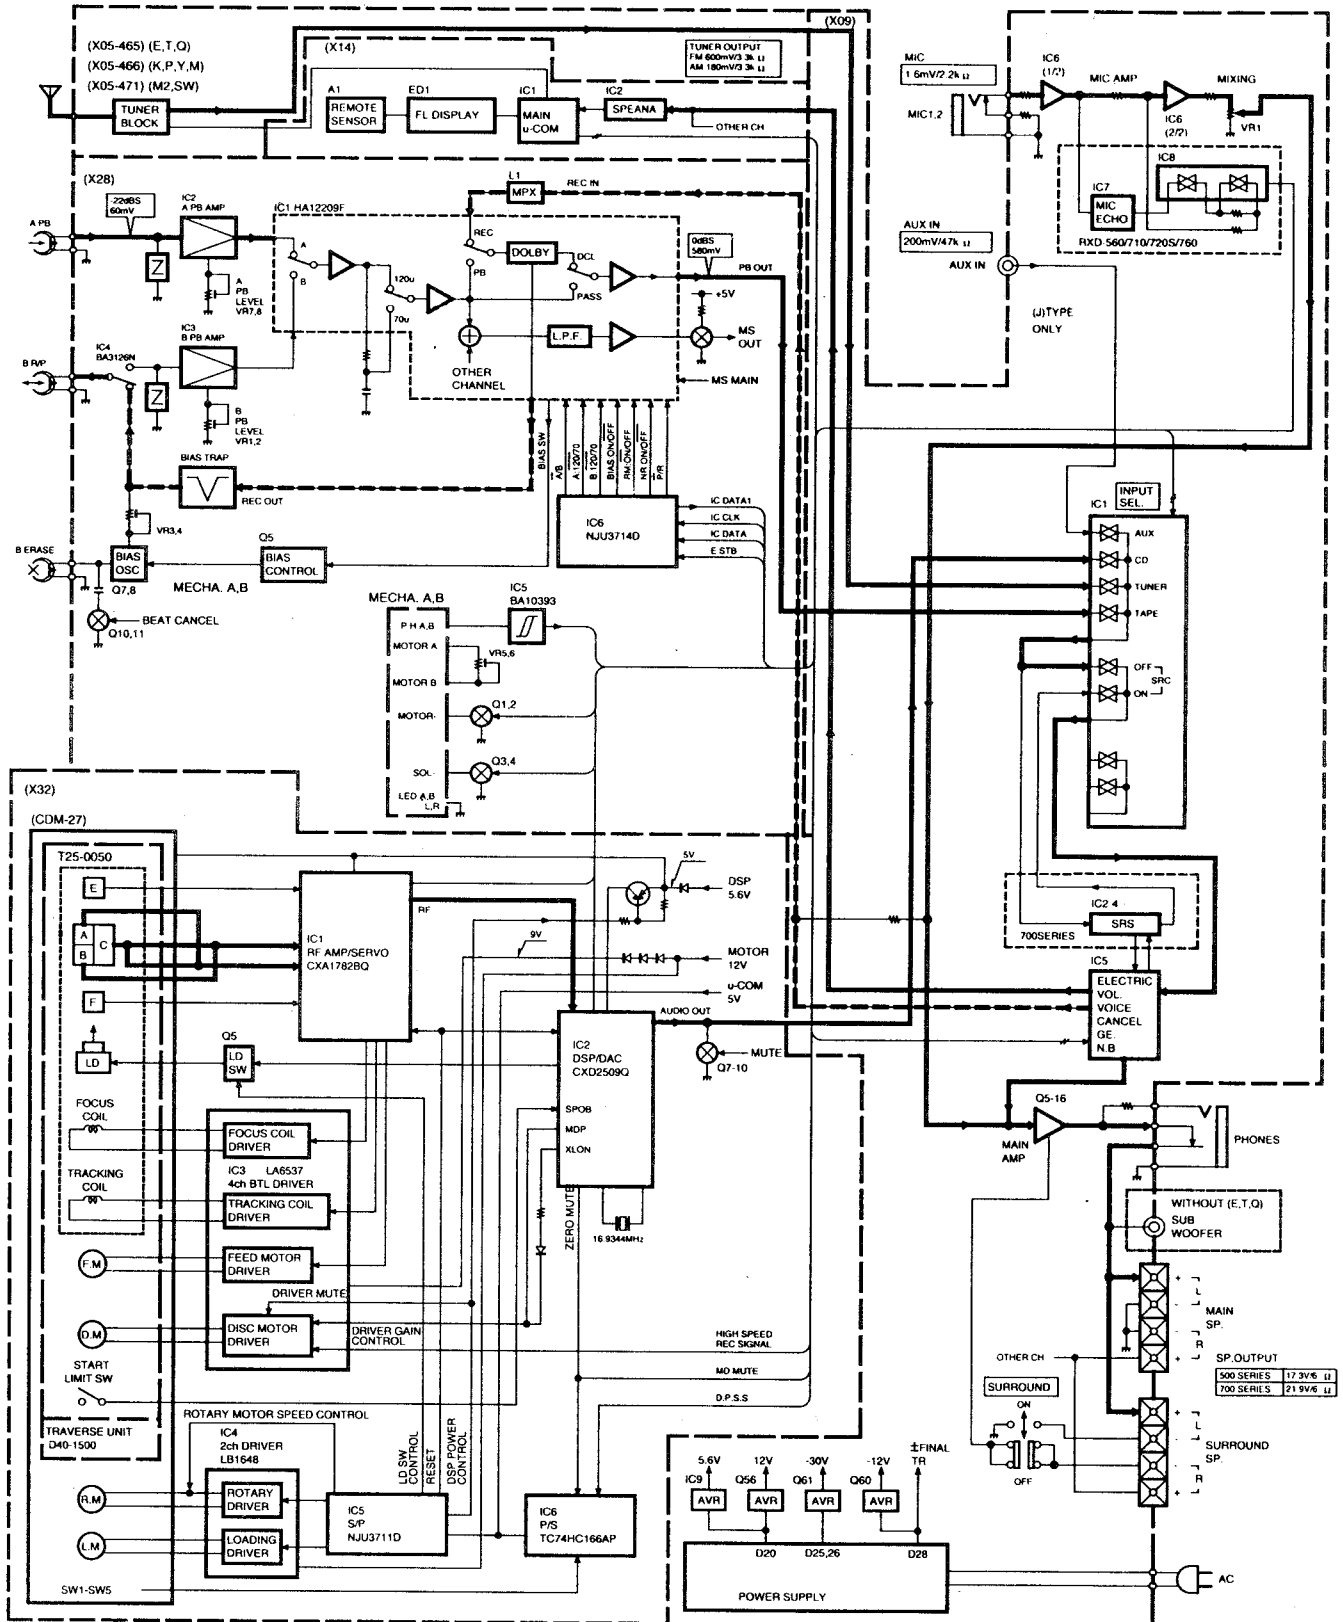 (X05-465) (E,T,Q)
(X05-466) (K,P,Y,M)
(X05-471) (M2,SW)
(X14)
(X09)
TUNER OUTPUT
FM 600mV/3.3k Ω
AM 180mV/3.3k Ω
TUNER
BLOCK
A1
REMOTE
SENSOR
ED1
FL DISPLAY
IC1
MAIN
u-COM
IC2
SPEANA
OTHER CH
MIC
1.6mV/2.2k Ω
MIC1,2
IC6
(1/2)
MIC AMP
MIXING
IC6
(2/2)
VR1
IC8
IC7
MIC
ECHO
RXD-560/710/720S/760
AUX IN
200mV/47k Ω
AUX IN
(J)TYPE
ONLY
(X28)
-22dBS
60mV
IC2
A PB AMP
A PB
A
PB
LEVEL
VR7,8
IC3
B PB AMP
IC4
BA3126N
B R/P
B
PB
LEVEL
VR1,2
IC1 HA12209F
L1
MPX
REC IN
REC
PB
DOLBY
DCL
PASS
A
B
120u
70u
0dBS
580mV
PB OUT
+5V
L.P.F.
MS
OUT
OTHER
CHANNEL
MS MAIN
BIAS TRAP
REC OUT
VR3,4
B ERASE
BIAS
OSC
Q7,8
Q5
BIAS
CONTROL
MECHA. A,B
BEAT CANCEL
Q10,11
BIAS SW
A/B
A 120/70
B 120/70
BIAS ON/OFF
RM ON/OFF
NR ON/OFF
P/R
IC6
NJU3714D
IC DATA1
IC CLK
IC DATA
E STB
MECHA. A,B
IC5
BA10393
P H A,B
MOTOR A
VR5,6
MOTOR B
MOTOR-
Q1,2
SOL-
Q3,4
LED A,B
L,R
INPUT
SEL.
IC1
AUX
CD
TUNER
TAPE
OFF
SRC
ON
IC2 4
SRS
700SERIES
IC5
ELECTRIC
VOL.
VOICE
CANCEL
GE.
N.B
(X32)
(CDM-27)
T25-0050
E
A
B
C
F
LD
FOCUS
COIL
TRACKING
COIL
F.M
D.M
START
LIMIT SW
TRAVERSE UNIT
D40-1500
R.M
L.M
SW1-SW5
IC1
RF AMP/SERVO
CXA1782BQ
RF
Q5
LD
SW
FOCUS COIL
DRIVER
IC3 LA6537
4ch BTL DRIVER
TRACKING COIL
DRIVER
FEED MOTOR
DRIVER
DRIVER MUTE
DISC MOTOR
DRIVER
DRIVER GAIN
CONTROL
ROTARY MOTOR SPEED CONTROL
IC4
2ch DRIVER
LB1648
ROTARY
DRIVER
LOADING
DRIVER
IC5
S/P
NJU3711D
LD SW
CONTROL
RESET
DSP POWER
CONTROL
5V
DSP
5.6V
9V
MOTOR
12V
u-COM
5V
AUDIO OUT
IC2
DSP/DAC
CXD2509Q
SPOB
MDP
XLON
MUTE
Q7-10
ZERO MUTE
16.9344MHz
HIGH SPEED
REC SIGNAL
MD MUTE
D.P.S.S
IC6
P/S
TC74HC166AP
Q5-16
MAIN
AMP
PHONES
WITHOUT (E,T,Q)
SUB
WOOFER
+
-
L
MAIN
SP.
-
R
+
OTHER CH
SP.OUTPUT
500 SERIES 17.3V/6 Ω
700 SERIES 21.9V/6 Ω
SURROUND
ON
OFF
+
-
L
SURROUND
SP.
-
R
+
5.6V
12V
-30V
-12V
±FINAL
TR
IC9
AVR
Q56
AVR
Q61
AVR
Q60
AVR
D20
D25,26
D28
POWER SUPPLY
AC